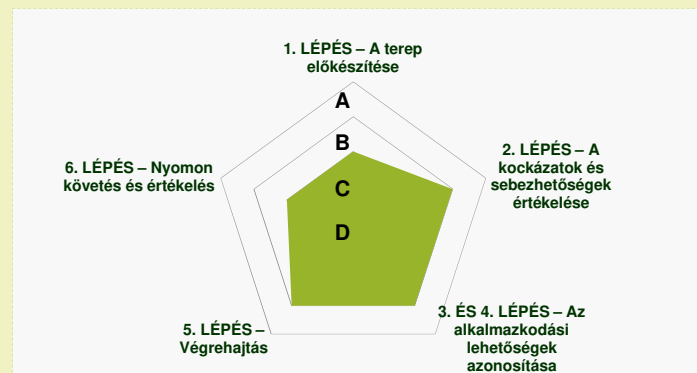 1. LÉPÉS – A terep
előkészítése
A
B
C
D
2. LÉPÉS – A
kockázatok és
sebezhetőségek
értékelése
3. ÉS 4. LÉPÉS – Az
alkalmazkodási
lehetőségek
azonosítása
5. LÉPÉS –
Végrehajtás
6. LÉPÉS – Nyomon
követés és értékelés